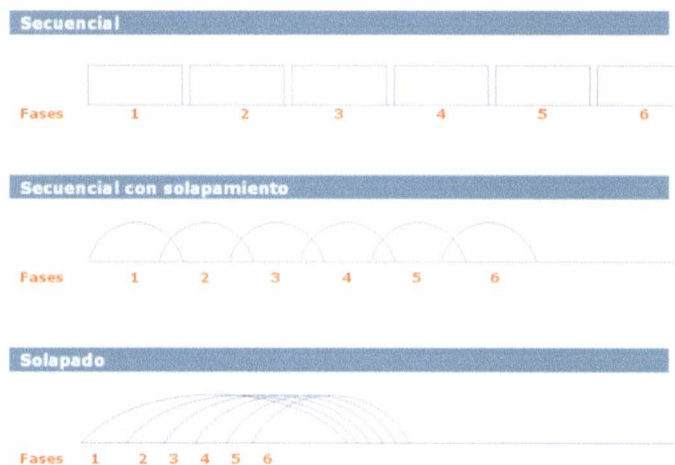 Secuencial
Fases 1 2 3 4 5 6
Secuencial con solapamiento
Fases 1 2 3 4 5 6
Solapado
Fases 1 2 3 4 5 6